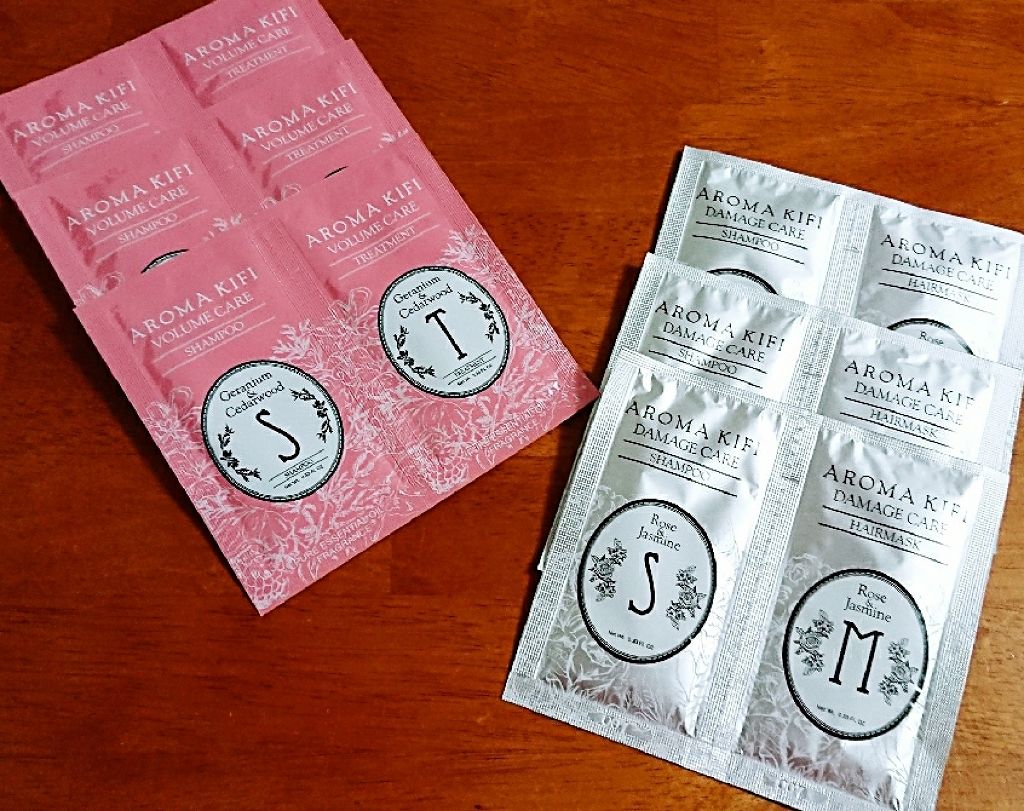 AROMA KIFI
VOLUME CARE
TREATMENT
AROMA KIFI
VOLUME CARE
SHAMPOO
AROMA KIFI
VOLUME CARE
TREATMENT
AROMA KIFI
VOLUME CARE
SHAMPOO
AROMA KIFI
VOLUME CARE
TREATMENT
Geranium
&
Cedarwood
T
TREATMENT
AROMA KIFI
VOLUME CARE
SHAMPOO
Geranium
&
Cedarwood
S
SHAMPOO
AROMA KIFI
DAMAGE CARE
SHAMPOO
AROMA KIFI
DAMAGE CARE
HAIRMASK
Rose
AROMA KIFI
DAMAGE CARE
SHAMPOO
AROMA KIFI
DAMAGE CARE
HAIRMASK
AROMA KIFI
DAMAGE CARE
SHAMPOO
Rose
&
Jasmine
S
AROMA KIFI
DAMAGE CARE
HAIRMASK
Rose
&
Jasmine
M